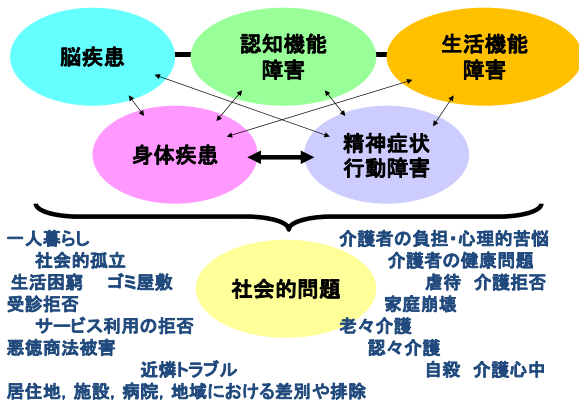 脳疾患
認知機能
障害
生活機能
障害
身体疾患
精神症状
行動障害
社会的問題
一人暮らし
社会的孤立
生活困窮 ゴミ屋敷
受診拒否
サービス利用の拒否
悪徳商法被害
近隣トラブル
居住地，施設，病院，地域における差別や排除
介護者の負担・心理的苦悩
介護者の健康問題
虐待 介護拒否
家庭崩壊
老々介護
認々介護
自殺 介護心中